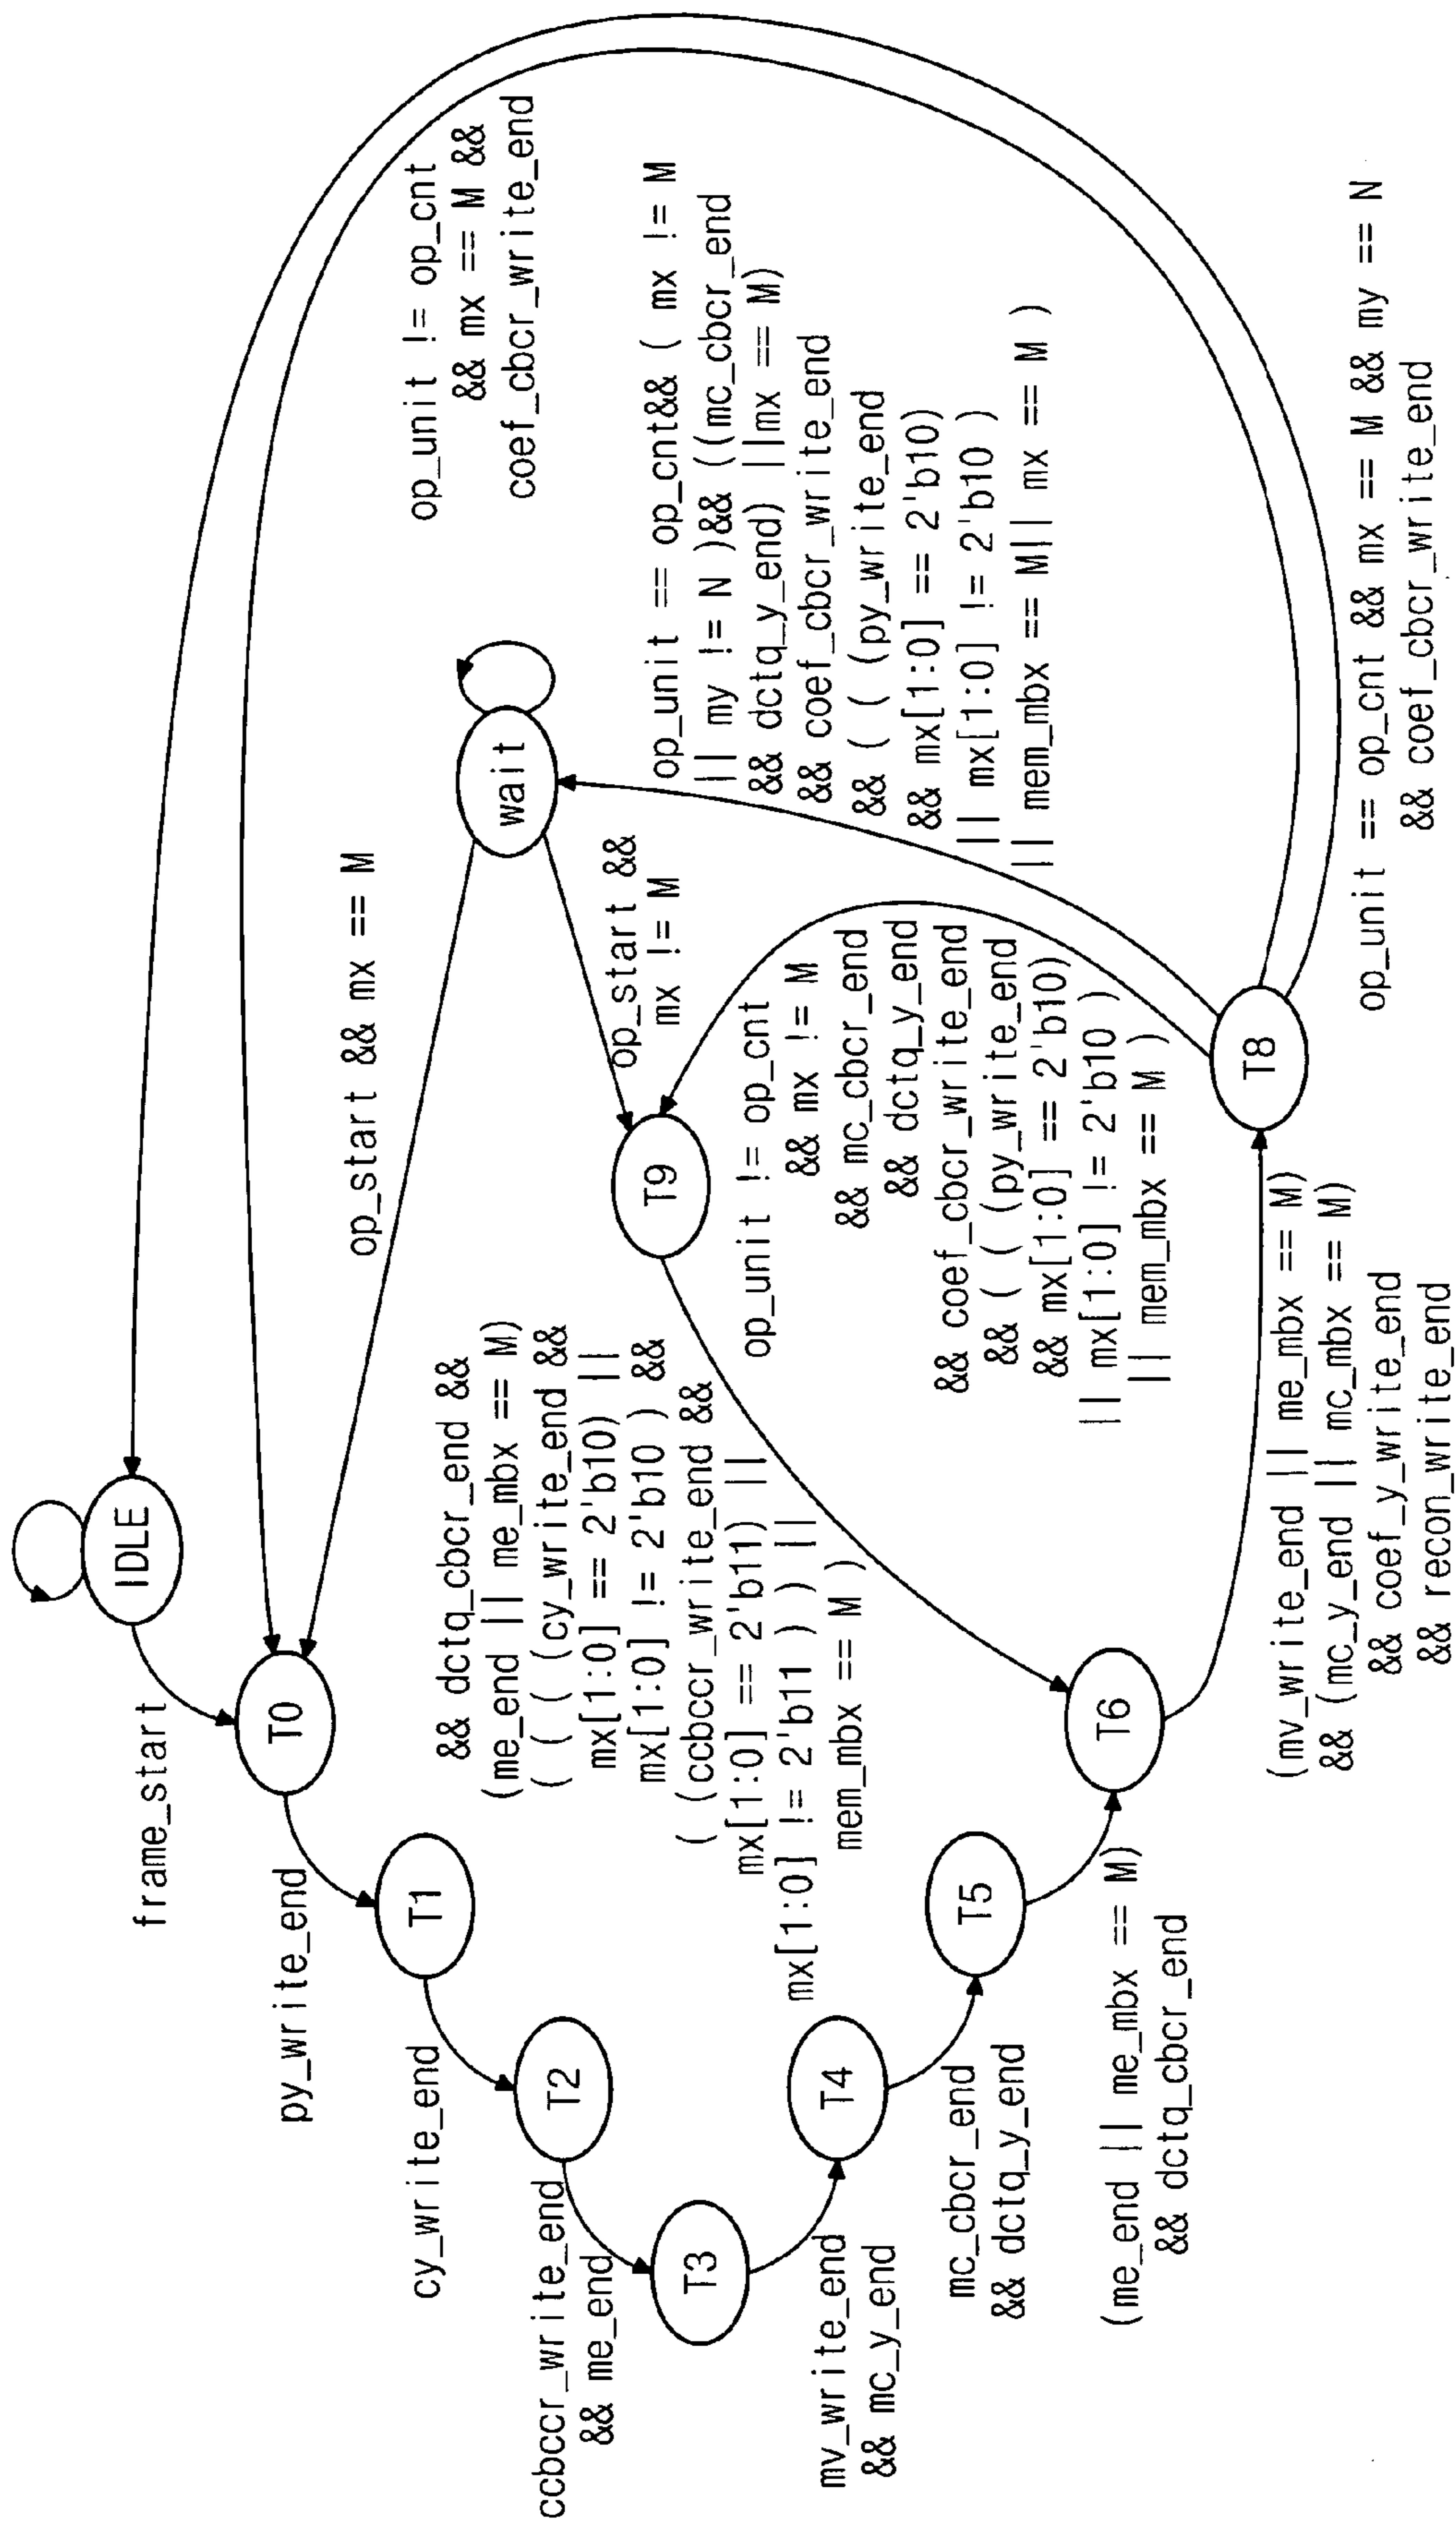 IDLE
frame_start
T0
py_write_end
T1
cy_write_end
T2
ccbccr_write_end
&& me_end
T3
mv_write_end
&& mc_y_end
T4
mc_cbcr_end
&& dctq_y_end
T5
(me_end || me_mbx == M)
&& dctq_cbcr_end
T6
&& dctq_cbcr_end &&
(me_end || me_mbx == M)
( ( ( (cy_write_end &&
mx[1:0] == 2'b10) ||
mx[1:0] != 2'b10 ) &&
( (ccbccr_write_end &&
mx[1:0] == 2'b11) ||
mx[1:0] != 2'b11 ) ) ||
mem_mbx == M )
(mv_write_end || me_mbx == M)
&& (mc_y_end || mc_mbx == M)
&& coef_y_write_end
&& recon_write_end
T9
op_start && mx == M
op_start &&
mx != M
wait
op_unit != op_cnt
&& mx != M
&& mc_cbcr_end
&& dctq_y_end
&& coef_cbcr_write_end
&& ( ( (py_write_end
&& mx[1:0] == 2'b10)
|| mx[1:0] != 2'b10 )
|| mem_mbx == M )
T8
op_unit == op_cnt&& ( mx != M
|| my != N )&& ((mc_cbcr_end
&& dctq_y_end) ||mx == M)
&& coef_cbcr_write_end
&& ( ( (py_write_end
&& mx[1:0] == 2'b10)
|| mx[1:0] != 2'b10 )
|| mem_mbx == M|| mx == M )
op_unit != op_cnt
&& mx == M &&
coef_cbcr_write_end
op_unit == op_cnt && mx == M && my == N
&& coef_cbcr_write_end